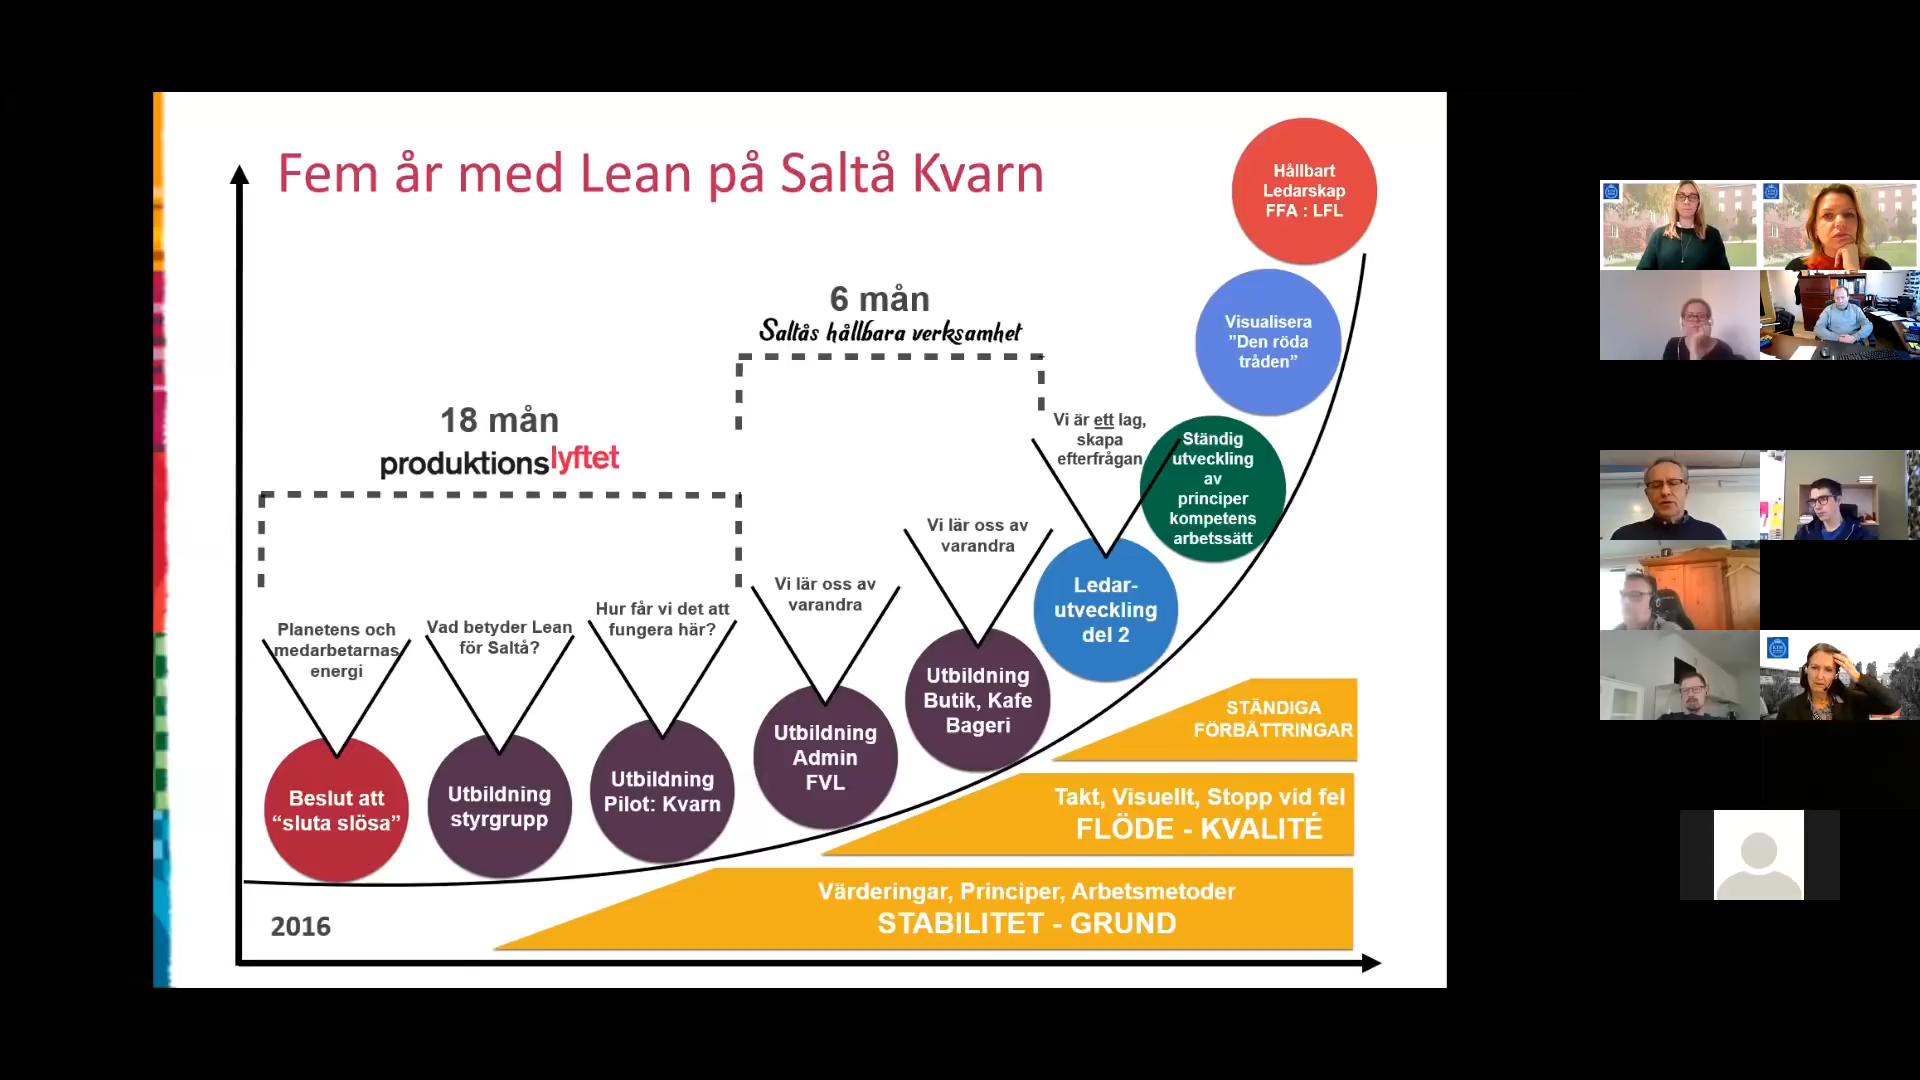 Fem år med Lean på Saltå Kvarn
Hållbart
Ledarskap
FFA : LFL
Visualisera
”Den röda
tråden”
6 mån
Saltås hållbara verksamhet
18 mån
produktionslyftet
Vi är ett lag,
skapa
efterfrågan
Ständig
utveckling
av
principer
kompetens
arbetssätt
Vi lär oss av
varandra
Vi lär oss av
varandra
Hur får vi det att
fungera här?
Vad betyder Lean
för Saltå?
Planetens och
medarbetarnas
energi
Beslut att
“sluta slösa”
Utbildning
styrgrupp
Utbildning
Pilot: Kvarn
Utbildning
Admin
FVL
Utbildning
Butik, Kafe
Bageri
Ledar-
utveckling
del 2
STÄNDIGA
FÖRBÄTTRINGAR
Takt, Visuellt, Stopp vid fel
FLÖDE - KVALITÉ
Värderingar, Principer, Arbetsmetoder
STABILITET - GRUND
2016